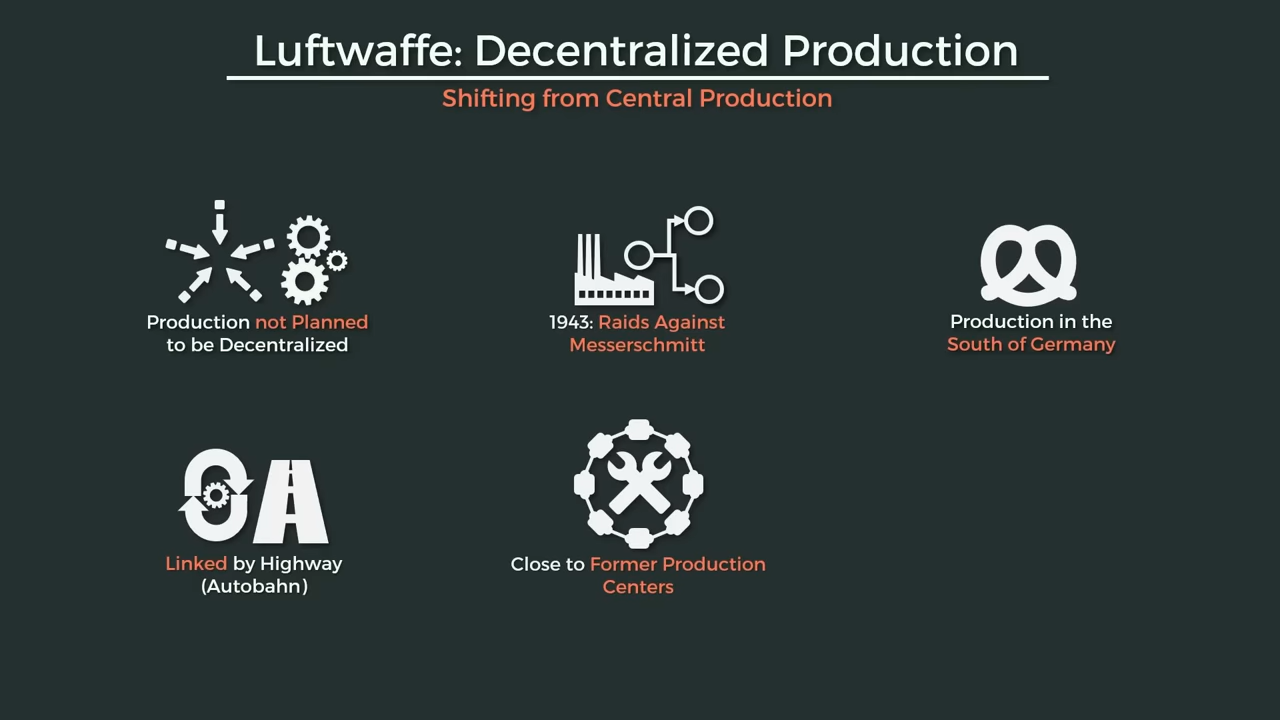 Luftwaffe: Decentralized Production
Shifting from Central Production
Production not Planned
to be Decentralized
1943: Raids Against
Messerschmitt
Production in the
South of Germany
Linked by Highway
(Autobahn)
Close to Former Production
Centers